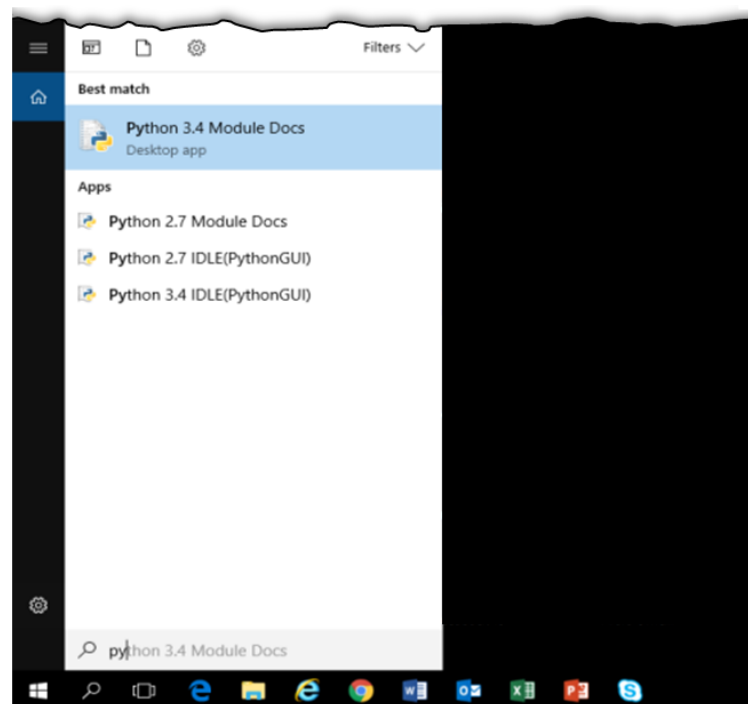 Filters
Best match
Python 3.4 Module Docs
Desktop app
Apps
Python 2.7 Module Docs
Python 2.7 IDLE(PythonGUI)
Python 3.4 IDLE(PythonGUI)
python 3.4 Module Docs